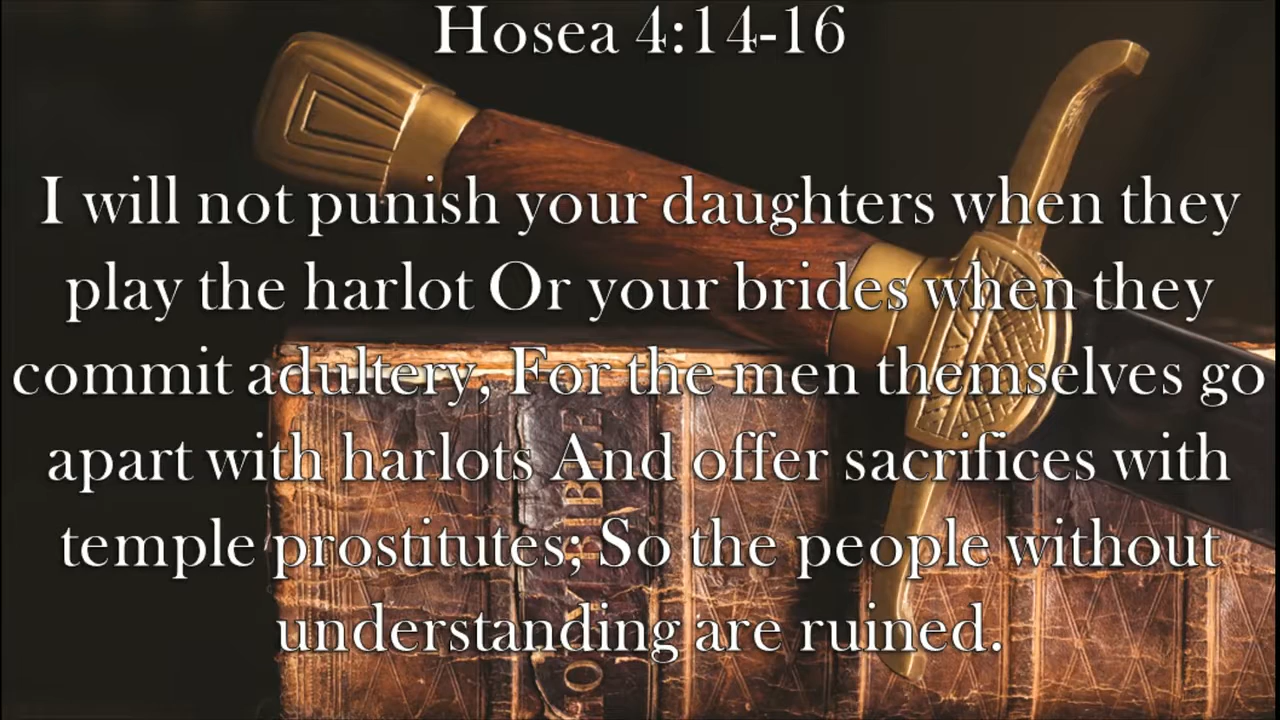 Hosea 4:14-16
I will not punish your daughters when they
play the harlot Or your brides when they
commit adultery, For the men themselves go
apart with harlots And offer sacrifices with
temple prostitutes; So the people without
understanding are ruined.
HOLY BIBLE